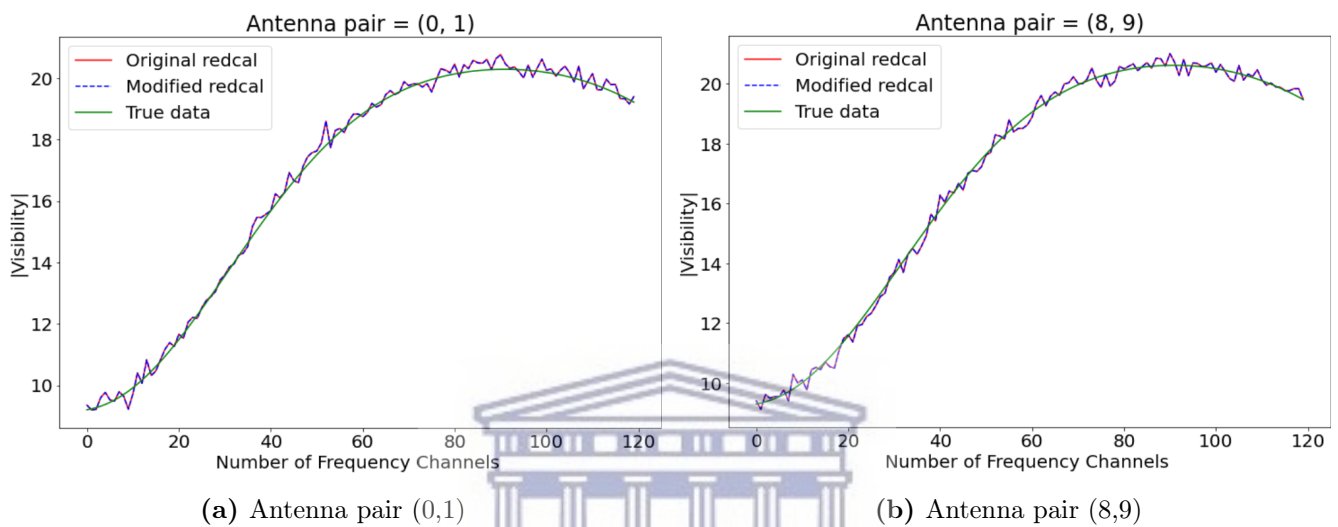 Antenna pair = (0, 1)
Original redcal
Modified redcal
True data
20
18
16
14
12
10
|Visibility|
0 20 40 60 80 100 120
Number of Frequency Channels
(a) Antenna pair (0,1)
Antenna pair = (8, 9)
Original redcal
Modified redcal
True data
20
18
16
14
12
10
|Visibility|
0 20 40 60 80 100 120
Number of Frequency Channels
(b) Antenna pair (8,9)